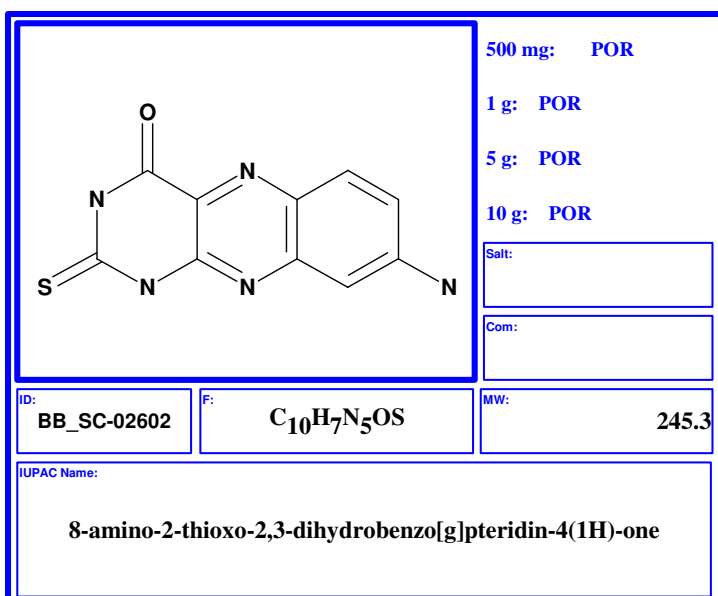 O
N
N
S
N
N
N
500 mg: POR
1 g: POR
5 g: POR
10 g: POR
Salt:
Com:
ID:
BB_SC-02602
F:
C10H7N5OS
MW:
245.3
IUPAC Name:
8-amino-2-thioxo-2,3-dihydrobenzo[g]pteridin-4(1H)-one